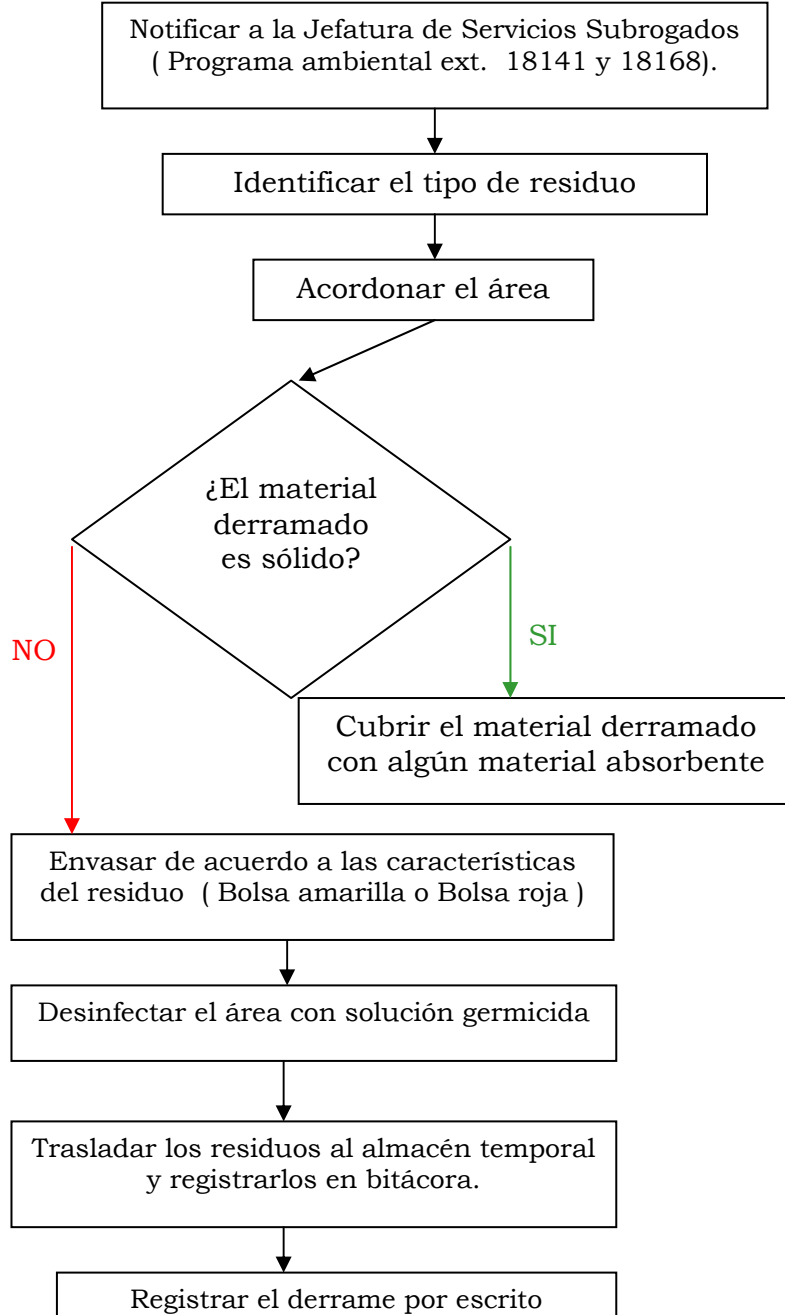 Notificar a la Jefatura de Servicios Subrogados
( Programa ambiental ext.  18141 y 18168).
Identificar el tipo de residuo
Acordonar el área
¿El material
derramado
es sólido?
NO
SI
Cubrir el material derramado
con algún material absorbente
Envasar de acuerdo a las características
del residuo  ( Bolsa amarilla o Bolsa roja )
Desinfectar el área con solución germicida
Trasladar los residuos al almacén temporal
y registrarlos en bitácora.
Registrar el derrame por escrito